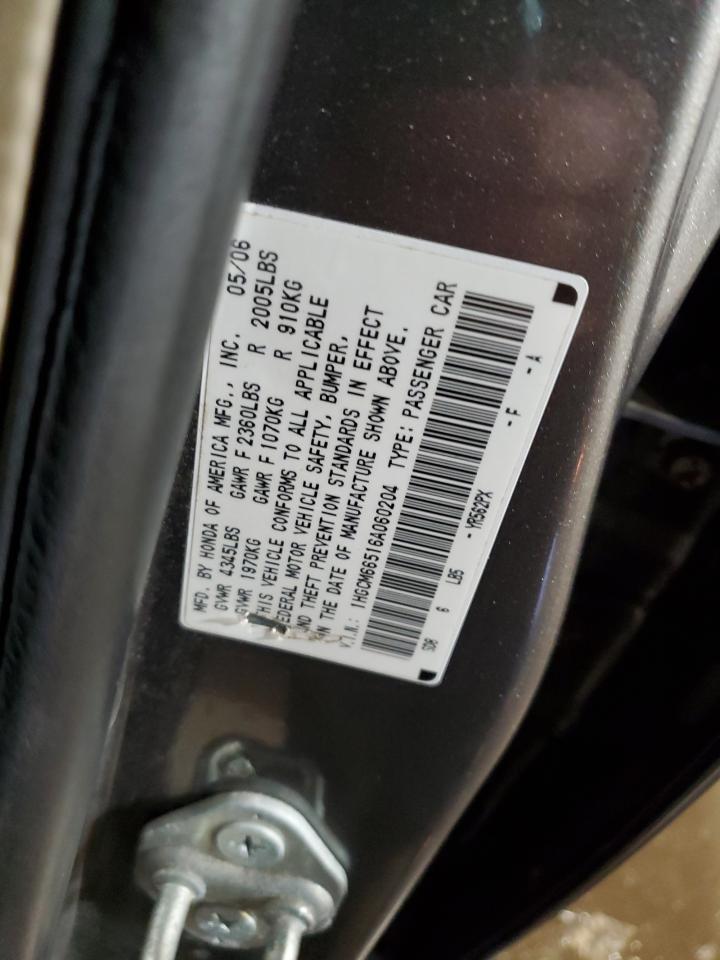 MFD. BY HONDA OF AMERICA MFG., INC. 05/06
GVWR 4345LBS GAWR F 2360LBS R 2005LBS
GVWR 1970KG GAWR F 1070KG R 910KG
THIS VEHICLE CONFORMS TO ALL APPLICABLE
FEDERAL MOTOR VEHICLE SAFETY, BUMPER,
AND THEFT PREVENTION STANDARDS IN EFFECT
ON THE DATE OF MANUFACTURE SHOWN ABOVE.
V.I.N.: 1HGCM66516A060204 TYPE: PASSENGER CAR
SDB 6 LB5 - YR562PX - F - A